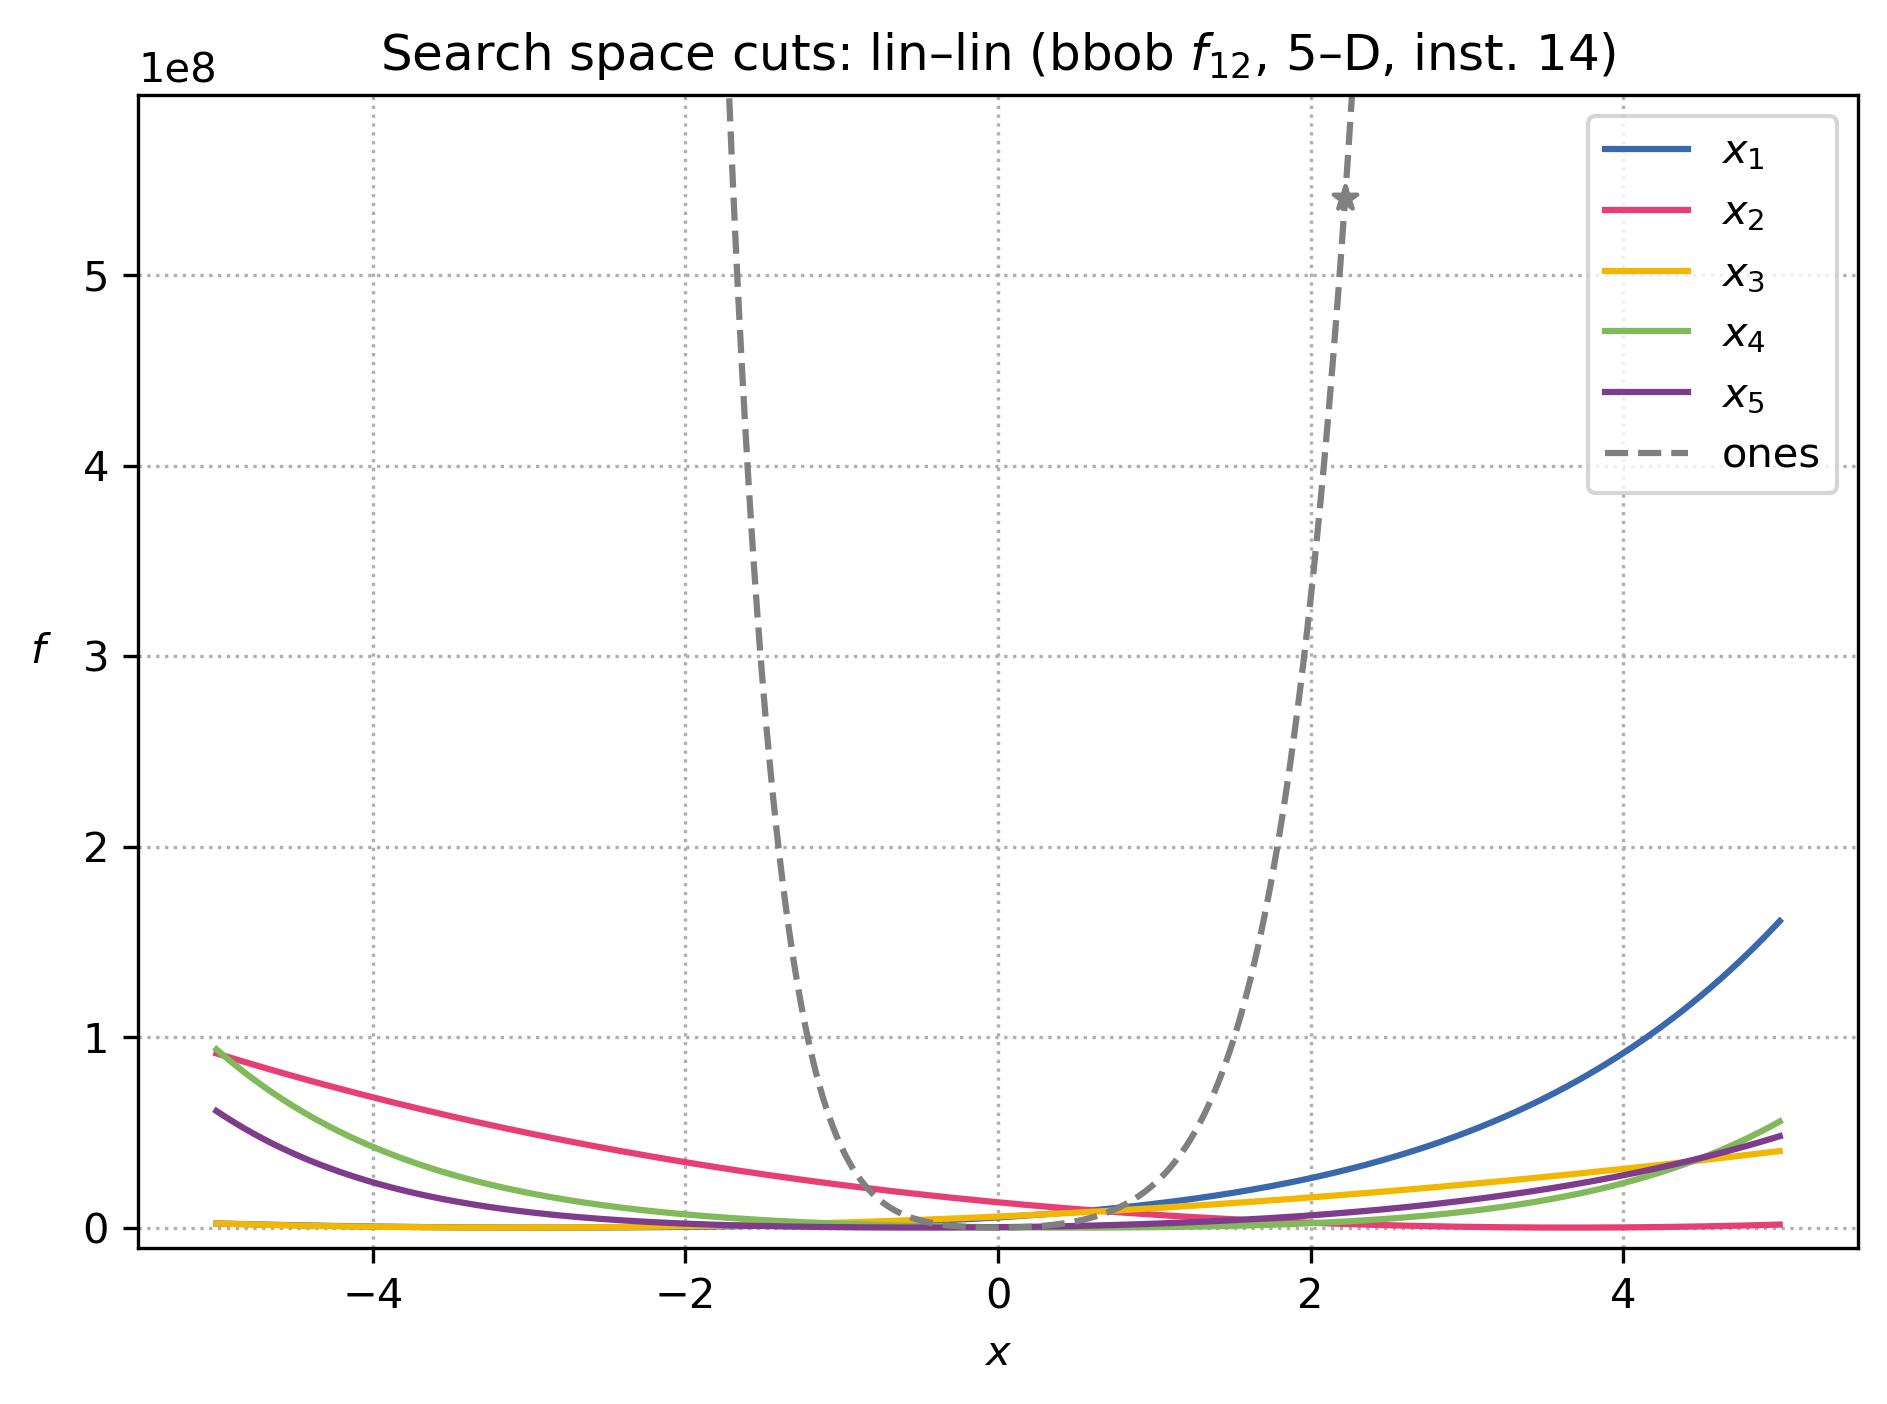 Search space cuts: lin–lin (bbob f₁₂, 5–D, inst. 14)
1e8
x₁
x₂
x₃
x₄
x₅
ones
5
4
3
2
1
0
f
−4
−2
0
2
4
x